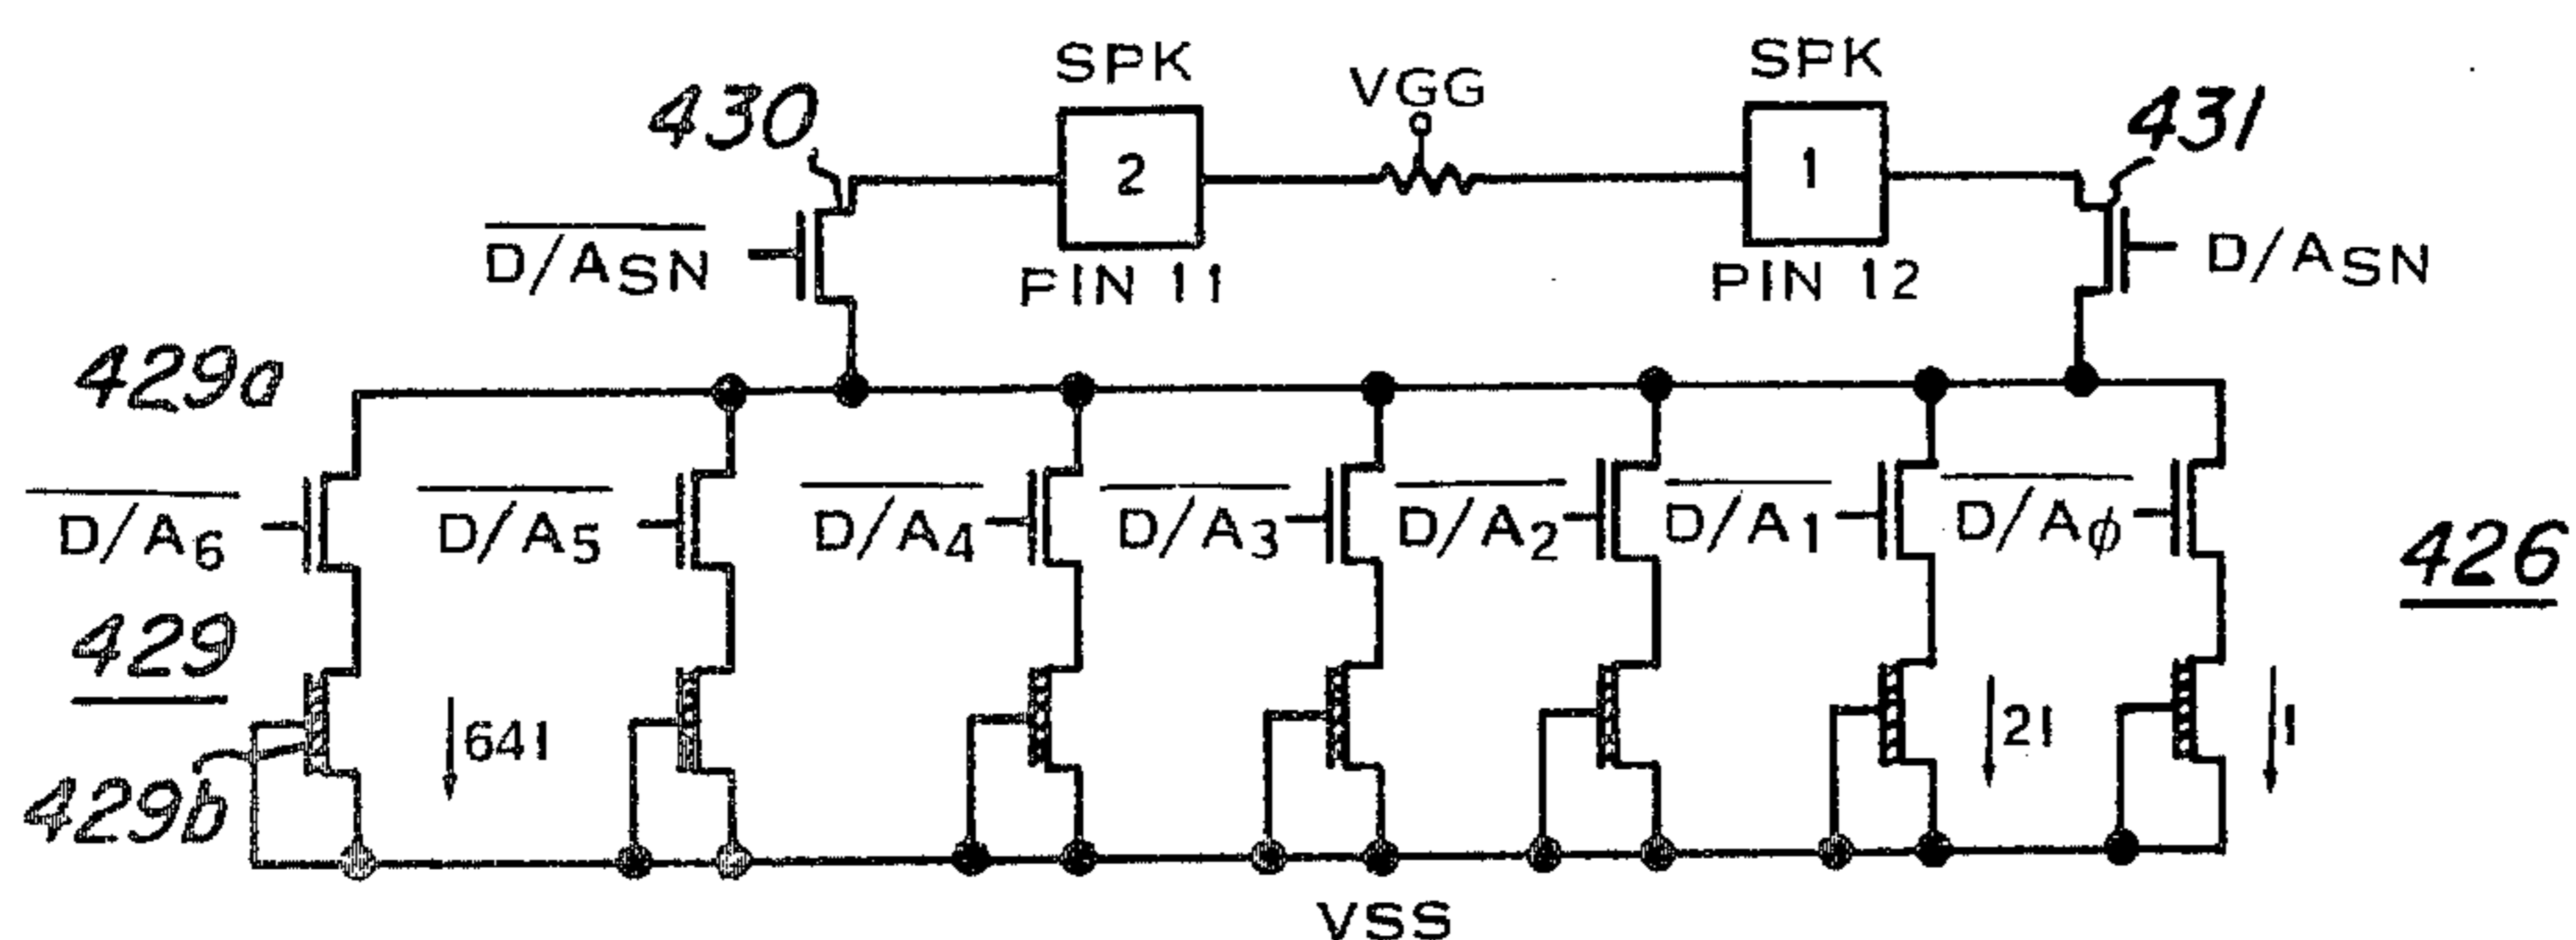 SPK
VGG
SPK
430
2
1
431
D/ASN
PIN 11
PIN 12
D/ASN
429a
D/A6
D/A5
D/A4
D/A3
D/A2
D/A1
D/Aϕ
426
429
64I
2I
I
429b
VSS